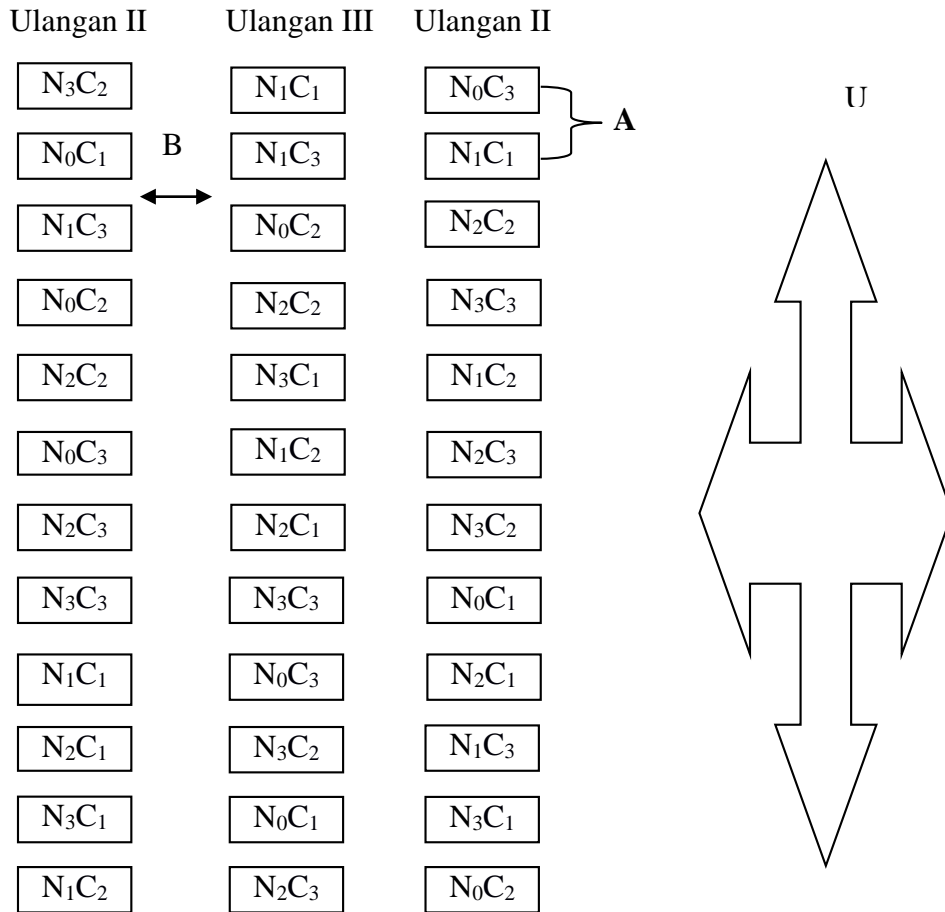 Ulangan II Ulangan III Ulangan II
N₃C₂ N₁C₁ N₀C₃ U
A
N₀C₁ B N₁C₃ N₁C₁
N₁C₃ N₀C₂ N₂C₂
N₀C₂ N₂C₂ N₃C₃
N₂C₂ N₃C₁ N₁C₂
N₀C₃ N₁C₂ N₂C₃
N₂C₃ N₂C₁ N₃C₂
N₃C₃ N₃C₃ N₀C₁
N₁C₁ N₀C₃ N₂C₁
N₂C₁ N₃C₂ N₁C₃
N₃C₁ N₀C₁ N₃C₁
N₁C₂ N₂C₃ N₀C₂